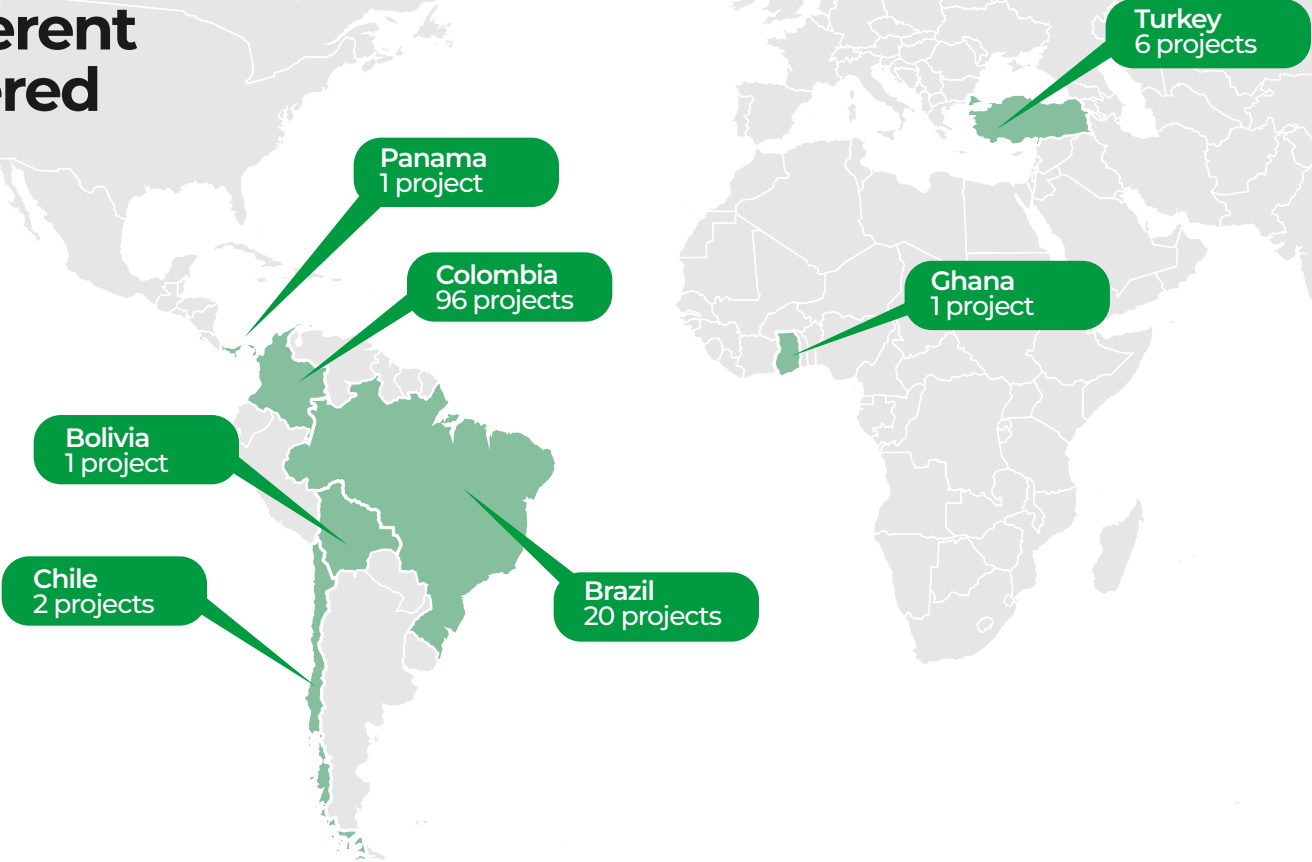 erent
ered
Turkey
6 projects
Panama
1 project
Colombia
96 projects
Ghana
1 project
Bolivia
1 project
Chile
2 projects
Brazil
20 projects